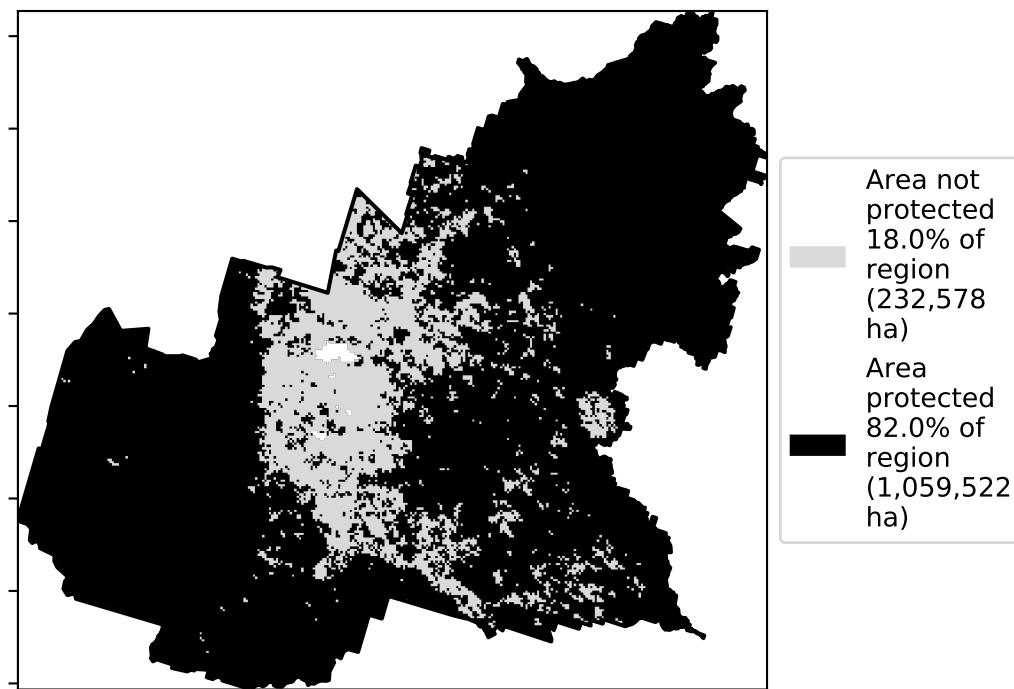 Area not
protected
18.0% of
region
(232,578
ha)
Area
protected
82.0% of
region
(1,059,522
ha)